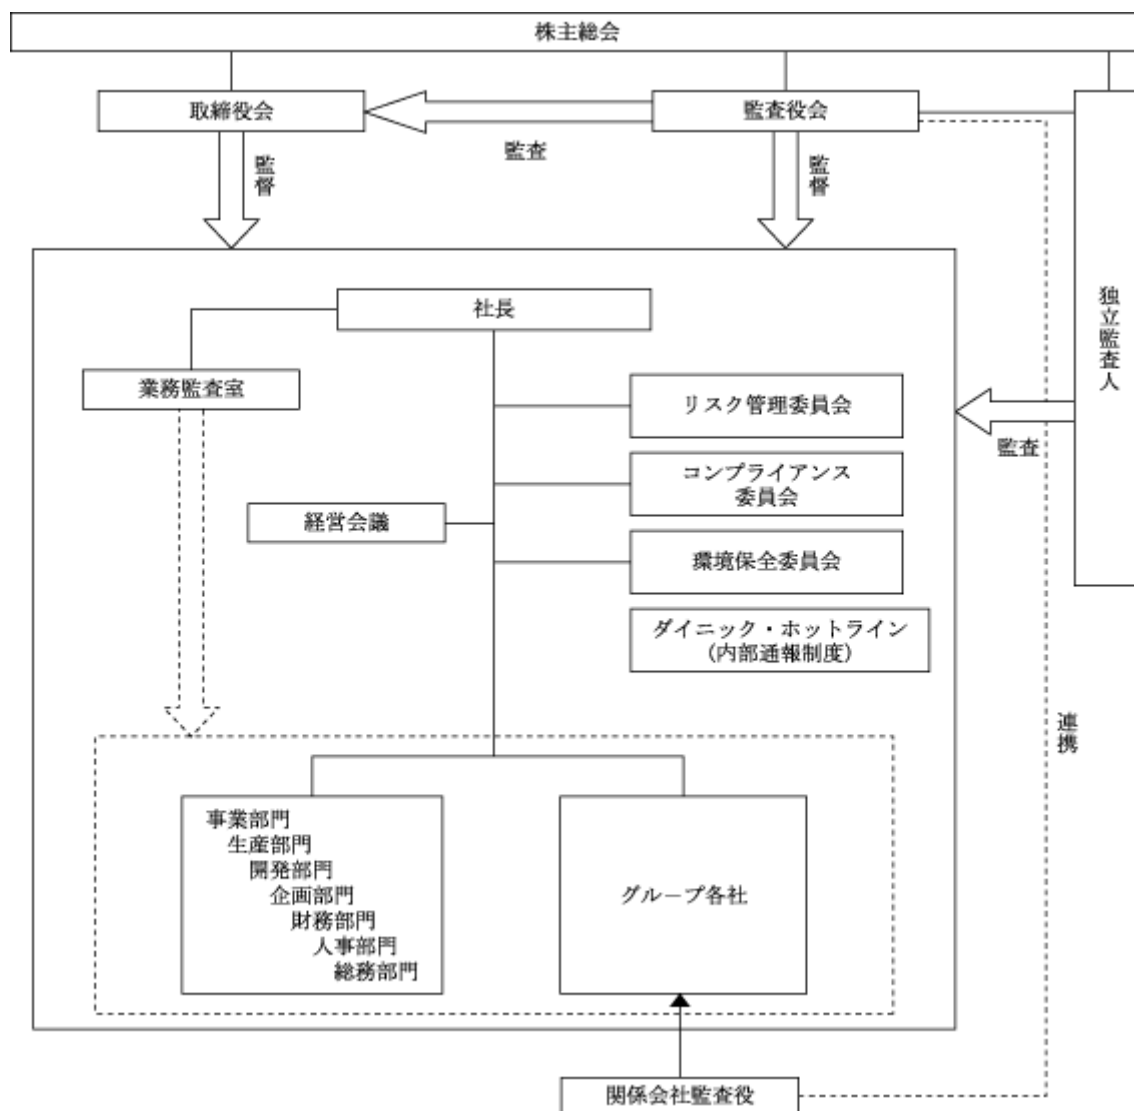 株主総会
取締役会
監査役会
監査
監督
監督
独立監査人
社長
業務監査室
リスク管理委員会
監査
コンプライアンス
委員会
経営会議
環境保全委員会
ダイニック・ホットライン
(内部通報制度)
連携
事業部門
生産部門
開発部門
企画部門
財務部門
人事部門
総務部門
グループ各社
関係会社監査役